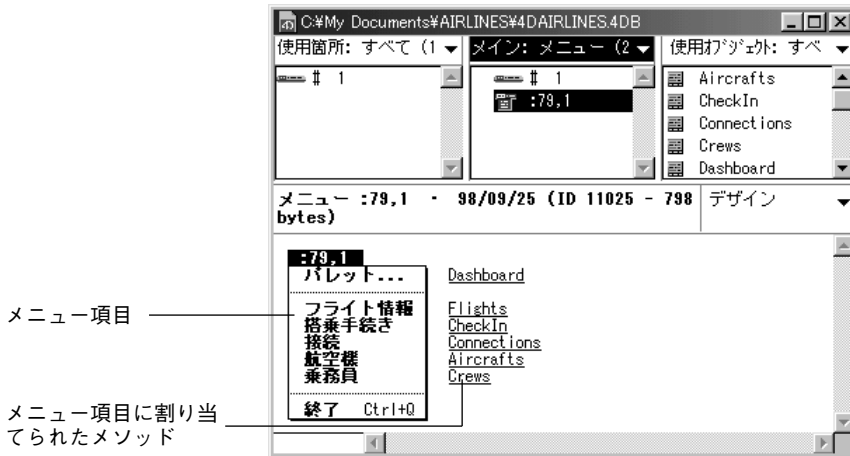 C:¥My Documents¥AIRLINES¥4DAIRLINES.4DB
使用箇所: すべて (1
メイン: メニュー (2
使用ｵﾌﾞｼﾞｪｸﾄ: すべ
# 1
# 1
:79,1
Aircrafts
CheckIn
Connections
Crews
Dashboard
メニュー :79,1 · 98/09/25 (ID 11025 - 798
bytes)
デザイン
:79,1
パレット...
Dashboard
フライト情報
Flights
搭乗手続き
CheckIn
接続
Connections
航空機
Aircrafts
乗務員
Crews
終了 Ctrl+Q
メニュー項目
メニュー項目に割り当
てられたメソッド